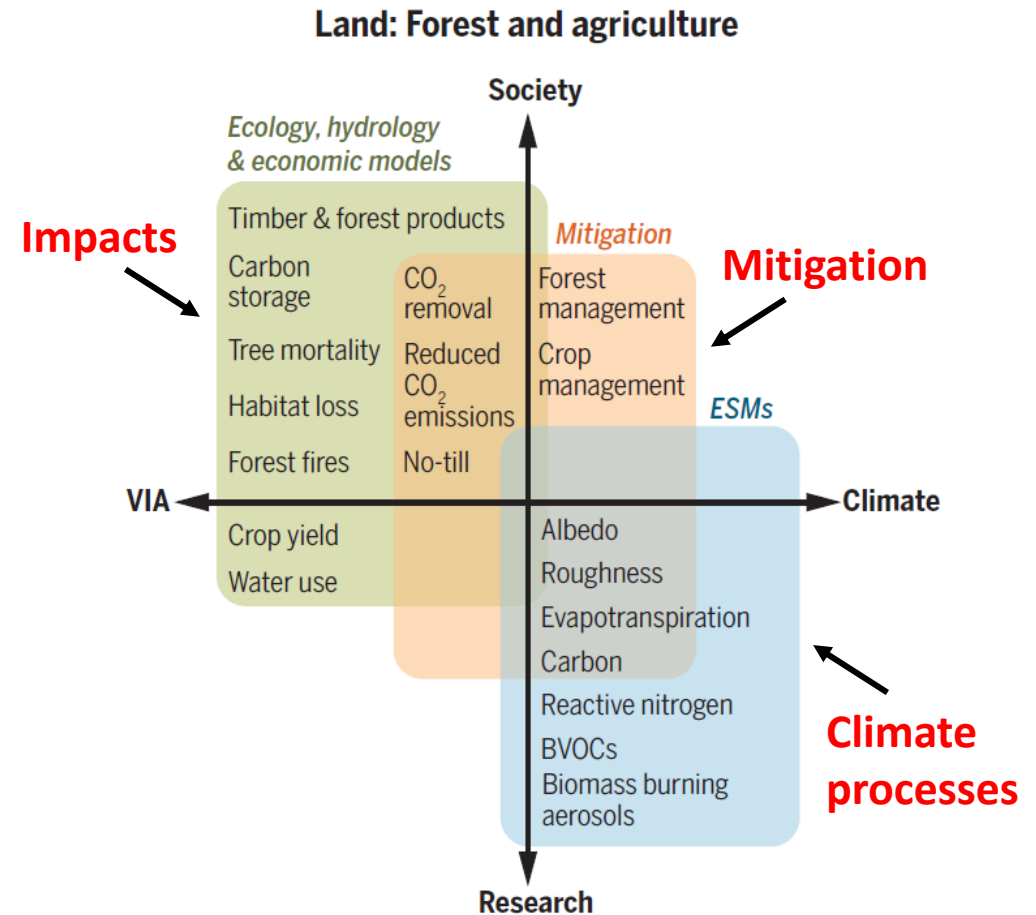 Land: Forest and agriculture
Society
Ecology, hydrology
& economic models
Impacts
Timber & forest products
Mitigation
Mitigation
Carbon
storage
CO₂
removal
Forest
management
Tree mortality
Reduced
CO₂
emissions
Crop
management
Habitat loss
ESMs
Forest fires
No-till
VIA
Climate
Crop yield
Water use
Albedo
Roughness
Evapotranspiration
Carbon
Reactive nitrogen
BVOCs
Biomass burning
aerosols
Climate
processes
Research